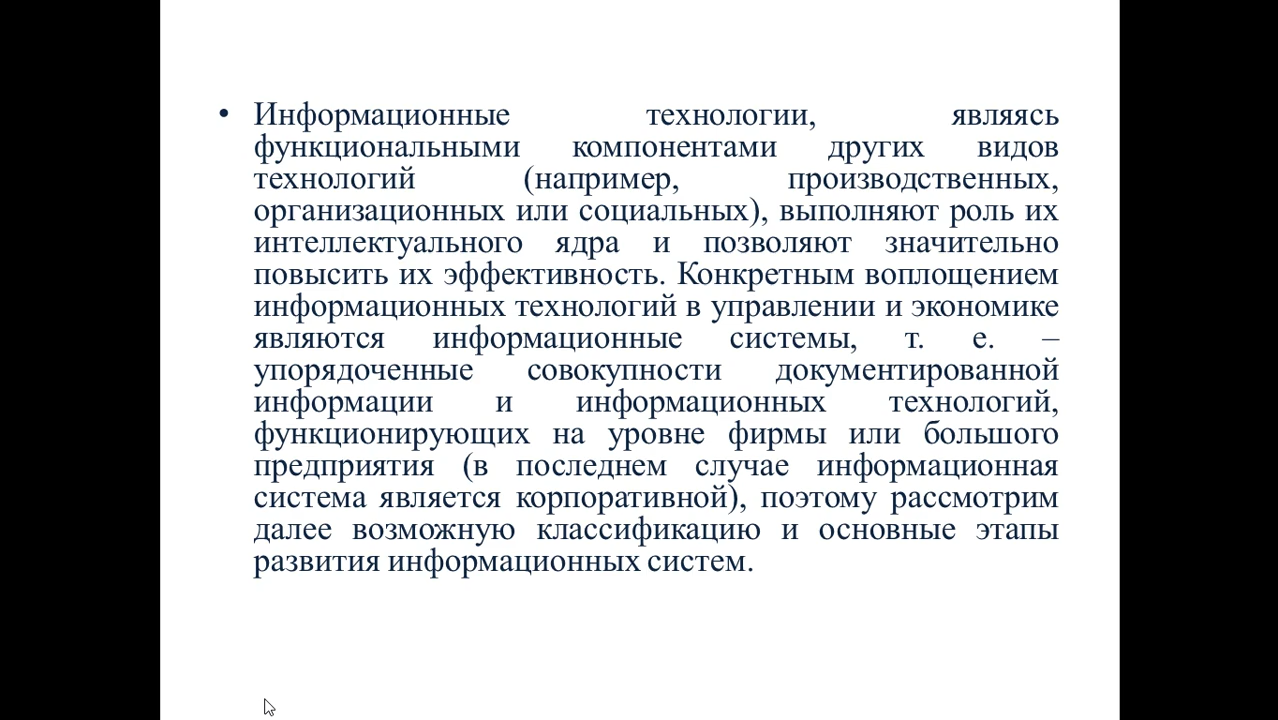 • Информационные технологии, являясь
функциональными компонентами других видов
технологий (например, производственных,
организационных или социальных), выполняют роль их
интеллектуального ядра и позволяют значительно
повысить их эффективность. Конкретным воплощением
информационных технологий в управлении и экономике
являются информационные системы, т. е. –
упорядоченные совокупности документированной
информации и информационных технологий,
функционирующих на уровне фирмы или большого
предприятия (в последнем случае информационная
система является корпоративной), поэтому рассмотрим
далее возможную классификацию и основные этапы
развития информационных систем.